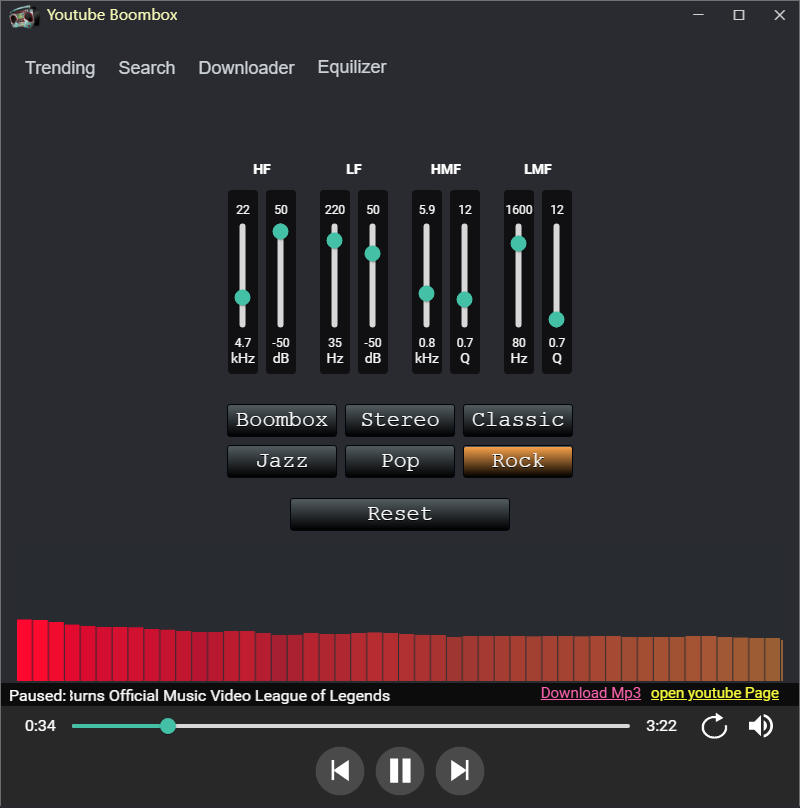 Youtube Boombox
Trending Search Downloader Equilizer
HF LF HMF LMF
22 50 220 50 5.9 12 1600 12
4.7 -50 35 -50 0.8 0.7 80 0.7
kHz dB Hz dB kHz Q Hz Q
Boombox Stereo Classic
Jazz Pop Rock
Reset
Paused: Burns Official Music Video League of Legends Download Mp3 open youtube Page
0:34 3:22